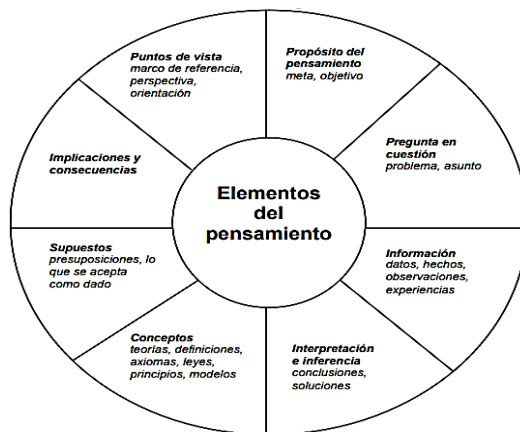 Puntos de vista
marco de referencia,
perspectiva,
orientación
Propósito del
pensamiento
meta, objetivo
Pregunta en
cuestión
problema, asunto
Implicaciones y
consecuencias
Elementos
del
pensamiento
Supuestos
presuposiciones, lo
que se acepta
como dado
Información
datos, hechos,
observaciones,
experiencias
Conceptos
teorías, definiciones,
axiomas, leyes,
principios, modelos
Interpretación
e inferencia
conclusiones,
soluciones